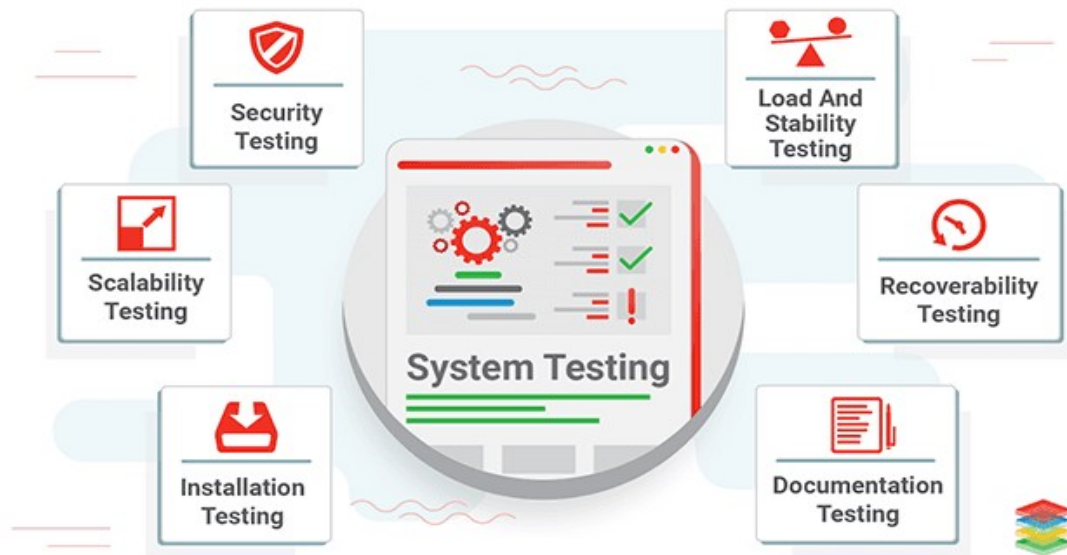 Security
Testing
Load And
Stability
Testing
Scalability
Testing
Recoverability
Testing
System Testing
Installation
Testing
Documentation
Testing